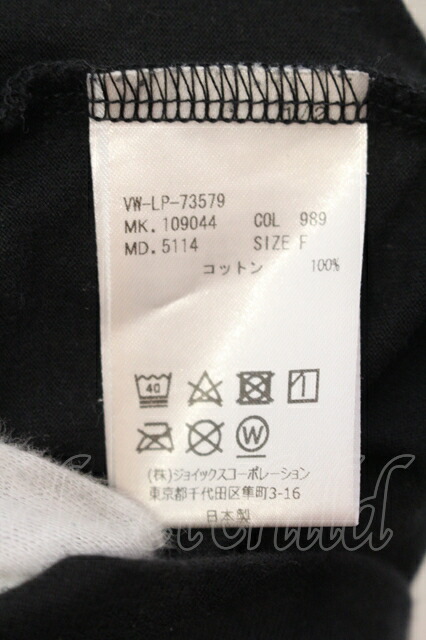 1/2
VW-LP-73579
MK. 109044 COL 989
MD. 5114 SIZE F
コットン 100%
40
W
(株)ジョイックスコーポレーション
東京都千代田区隼町3-16
日本製